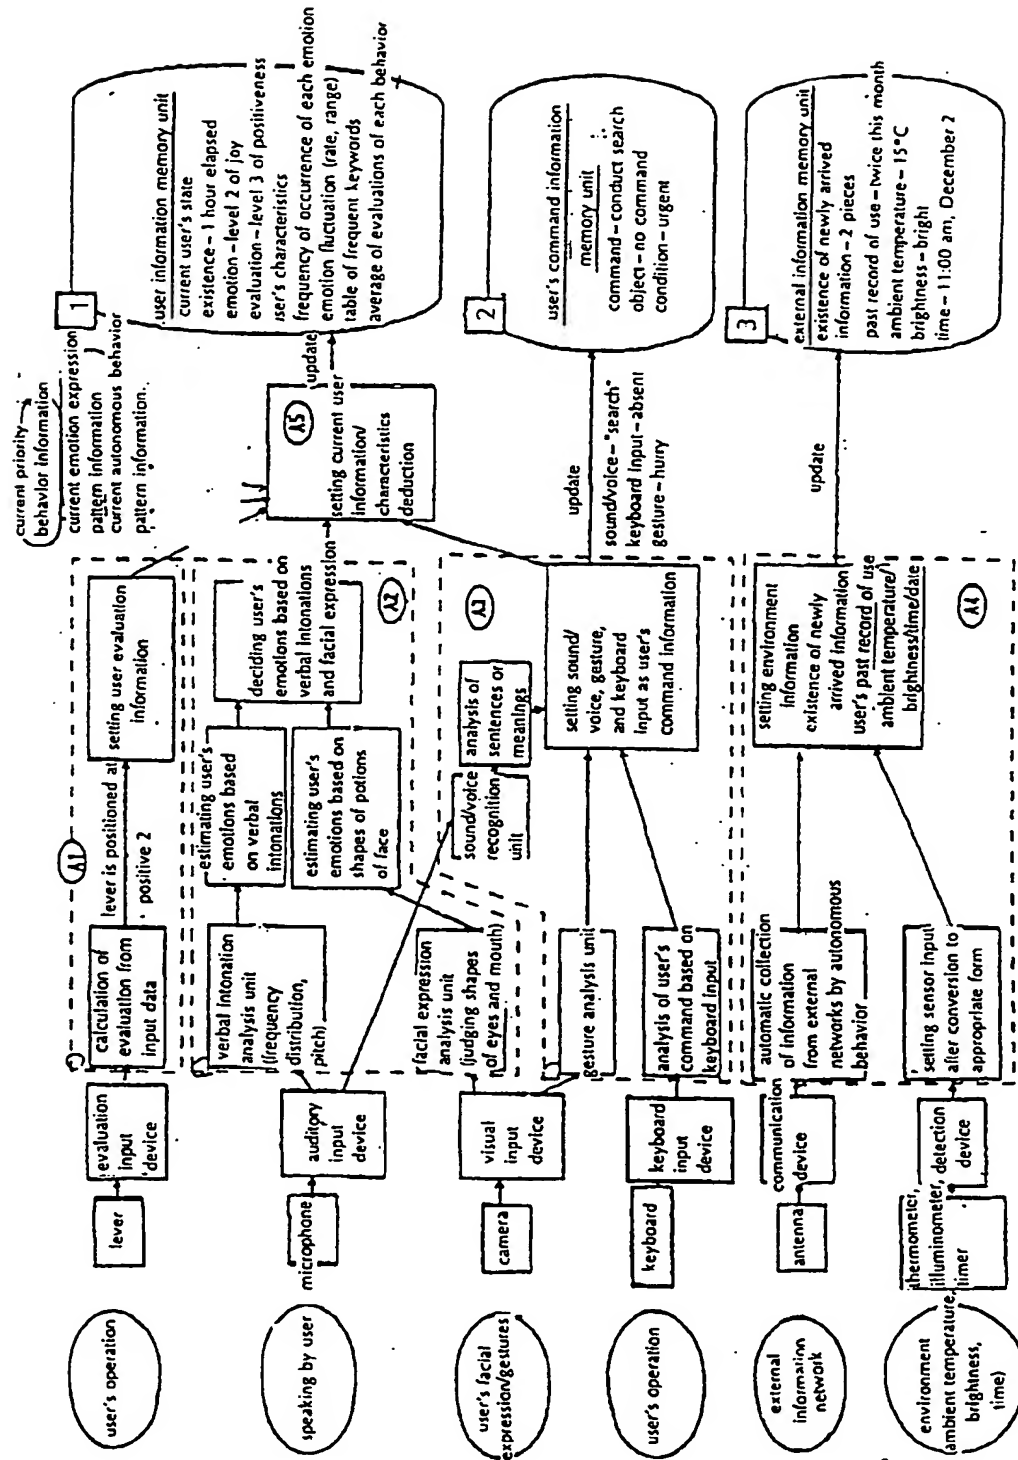 user's operation
lever
evaluation
input
device
calculation of
evaluation from
input data
lever is positioned at
positive 2
A1
setting user evaluation
information
current priority
behavior information
current emotion expression
pattern information
current autonomous behavior
pattern information
1
user information memory unit
current user's state
existence – 1 hour elapsed
emotion – level 2 of joy
evaluation – level 3 of positiveness
user's characteristics
frequency of occurrence of each emotion
emotion fluctuation (rate, range)
table of frequent keywords
average of evaluations of each behavior
speaking by user
microphone
auditory
input
device
verbal intonation
analysis unit
(frequency
distribution,
pitch)
estimating user's
emotions based
on verbal
intonations
estimating user's
emotions based on
shapes of potions
of face
deciding user's
emotions based on
verbal intonations
and facial expression
A2
A5
setting current user
information/
characteristics
deduction
update
user's facial
expression/gestures
camera
visual
input
device
facial expression
analysis unit
(judging shapes
of eyes and mouth)
sound/voice
recognition
unit
analysis of
sentences or
meanings
A3
gesture analysis unit
setting sound/
voice, gesture,
and keyboard
input as user's
command information
update
sound/voice – "search"
keyboard input – absent
gesture – hurry
2
user's command information
memory unit
command – conduct search
object – no command
condition – urgent
user's operation
keyboard
keyboard
input
device
analysis of user's
command based on
keyboard input
external
information
network
antenna
communication
device
automatic collection
of information
from external
networks by autonomous
behavior
setting environment
information
existence of newly
arrived information
user's past record of use
ambient temperature/
brightness/time/date
A4
update
3
external information memory unit
existence of newly arrived
information – 2 pieces
past record of use – twice this month
ambient temperature – 15°C
brightness – bright
time – 11:00 am, December 2
environment
(ambient temperature,
brightness,
time)
thermometer,
illuminometer,
timer
detection
device
setting sensor input
after conversion to
appropriate form